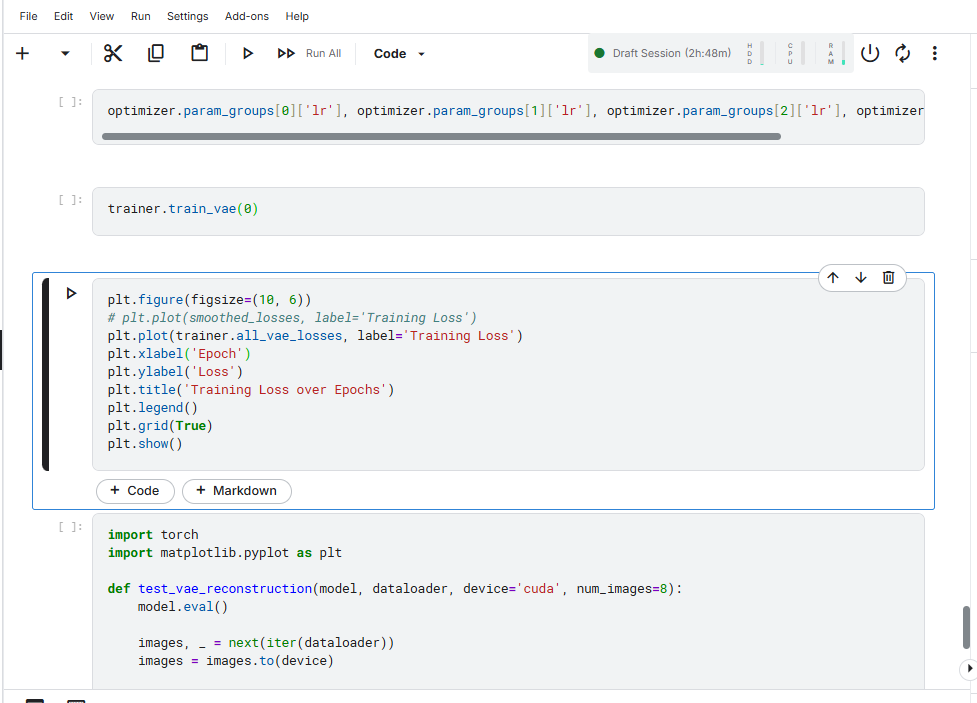 File Edit View Run Settings Add-ons Help
Run All Code Draft Session (2h:48m) HDD CPU RAM
[ ]: optimizer.param_groups[0]['lr'], optimizer.param_groups[1]['lr'], optimizer.param_groups[2]['lr'], optimizer
[ ]: trainer.train_vae(0)
plt.figure(figsize=(10, 6))
# plt.plot(smoothed_losses, label='Training Loss')
plt.plot(trainer.all_vae_losses, label='Training Loss')
plt.xlabel('Epoch')
plt.ylabel('Loss')
plt.title('Training Loss over Epochs')
plt.legend()
plt.grid(True)
plt.show()
+ Code + Markdown
[ ]: import torch
import matplotlib.pyplot as plt
def test_vae_reconstruction(model, dataloader, device='cuda', num_images=8):
    model.eval()
    images, _ = next(iter(dataloader))
    images = images.to(device)